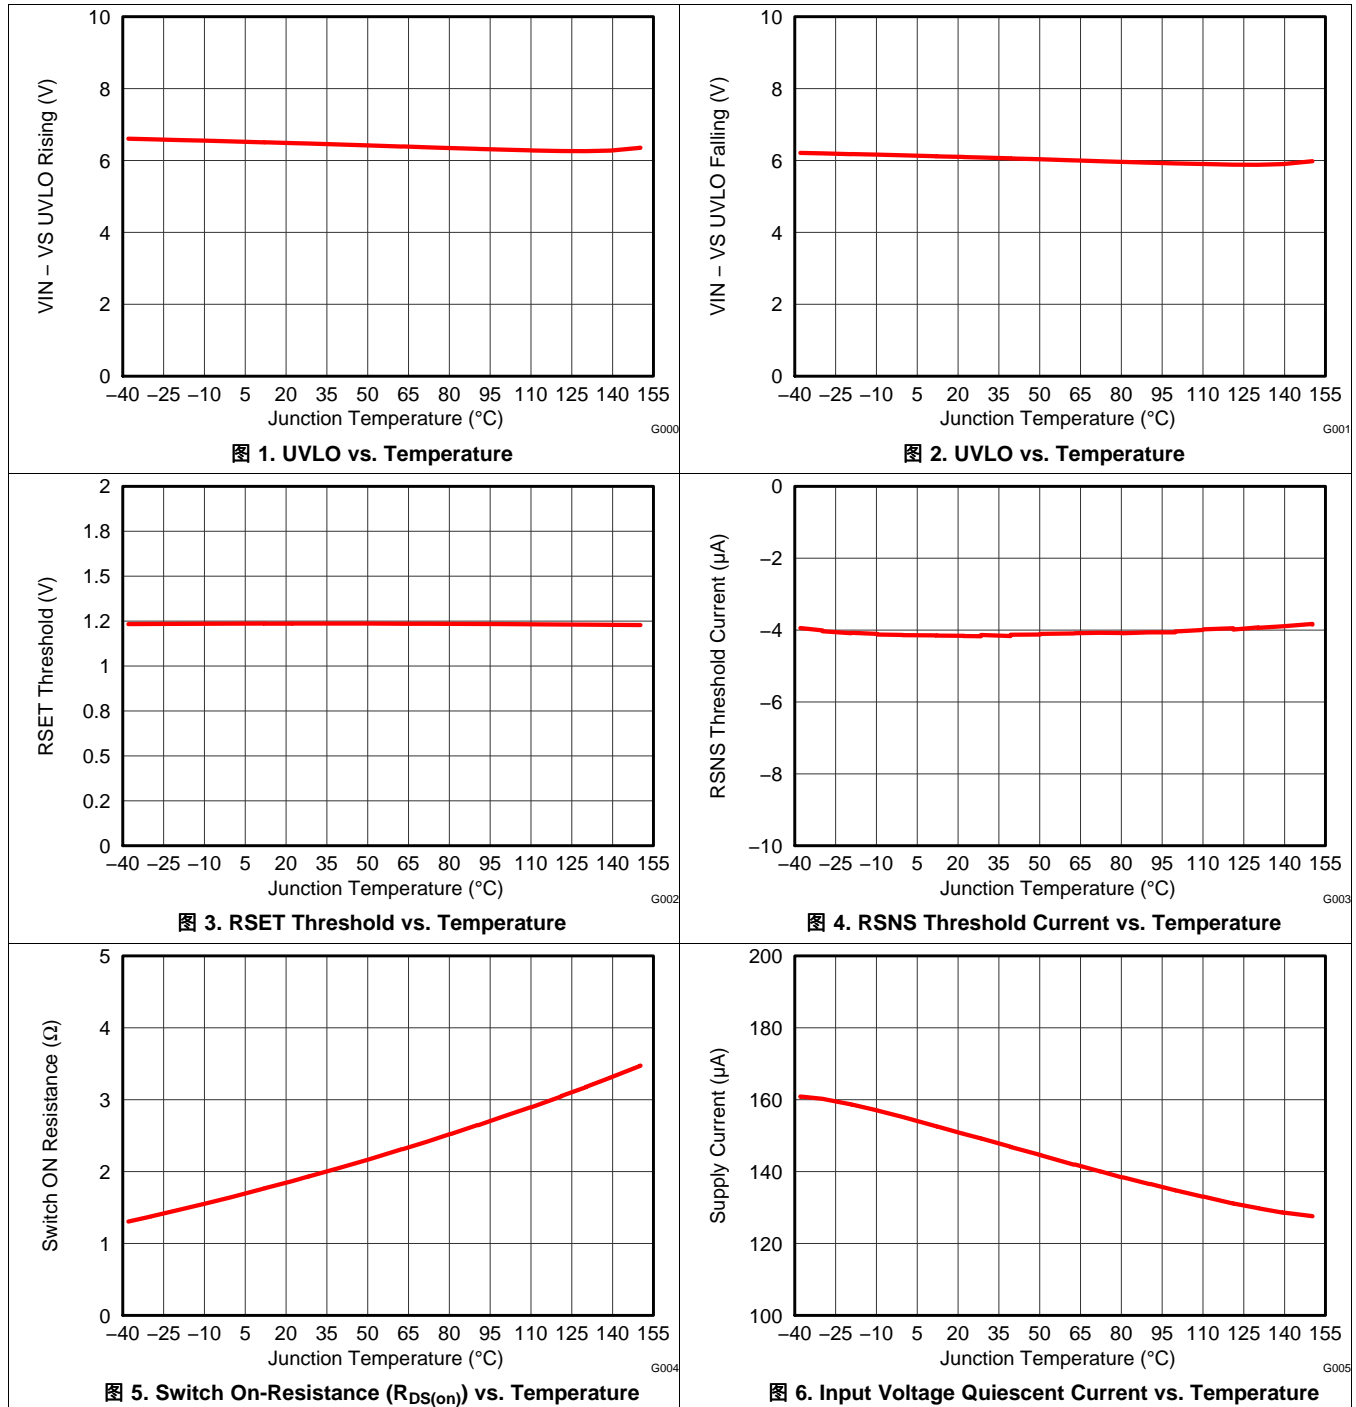 10
8
6
4
2
0
VIN – VS UVLO Rising (V)
–40 –25 –10 5 20 35 50 65 80 95 110 125 140 155
Junction Temperature (°C)
G000
图 1. UVLO vs. Temperature
10
8
6
4
2
0
VIN – VS UVLO Falling (V)
–40 –25 –10 5 20 35 50 65 80 95 110 125 140 155
Junction Temperature (°C)
G001
图 2. UVLO vs. Temperature
2
1.8
1.5
1.2
1
0.8
0.5
0.2
0
RSET Threshold (V)
–40 –25 –10 5 20 35 50 65 80 95 110 125 140 155
Junction Temperature (°C)
G002
图 3. RSET Threshold vs. Temperature
0
–2
–4
–6
–8
–10
RSNS Threshold Current (µA)
–40 –25 –10 5 20 35 50 65 80 95 110 125 140 155
Junction Temperature (°C)
G003
图 4. RSNS Threshold Current vs. Temperature
5
4
3
2
1
0
Switch ON Resistance (Ω)
–40 –25 –10 5 20 35 50 65 80 95 110 125 140 155
Junction Temperature (°C)
G004
图 5. Switch On-Resistance (RDS(on)) vs. Temperature
200
180
160
140
120
100
Supply Current (µA)
–40 –25 –10 5 20 35 50 65 80 95 110 125 140 155
Junction Temperature (°C)
G005
图 6. Input Voltage Quiescent Current vs. Temperature